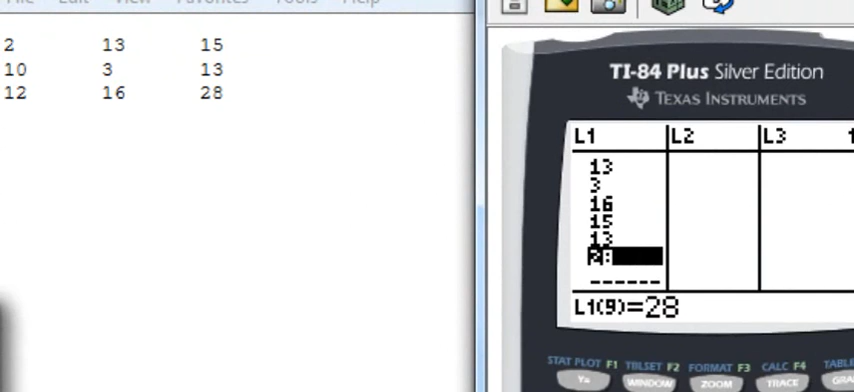 File Edit View Favorites Tools Help
2 13 15
10 3 13
12 16 28
TI-84 Plus Silver Edition
TEXAS INSTRUMENTS
L1 L2 L3 1
13
3
16
15
13
28
------
L1(9)=28
STAT PLOT F1 TBLSET F2 FORMAT F3 CALC F4 TABLE
Y= WINDOW ZOOM TRACE GRA